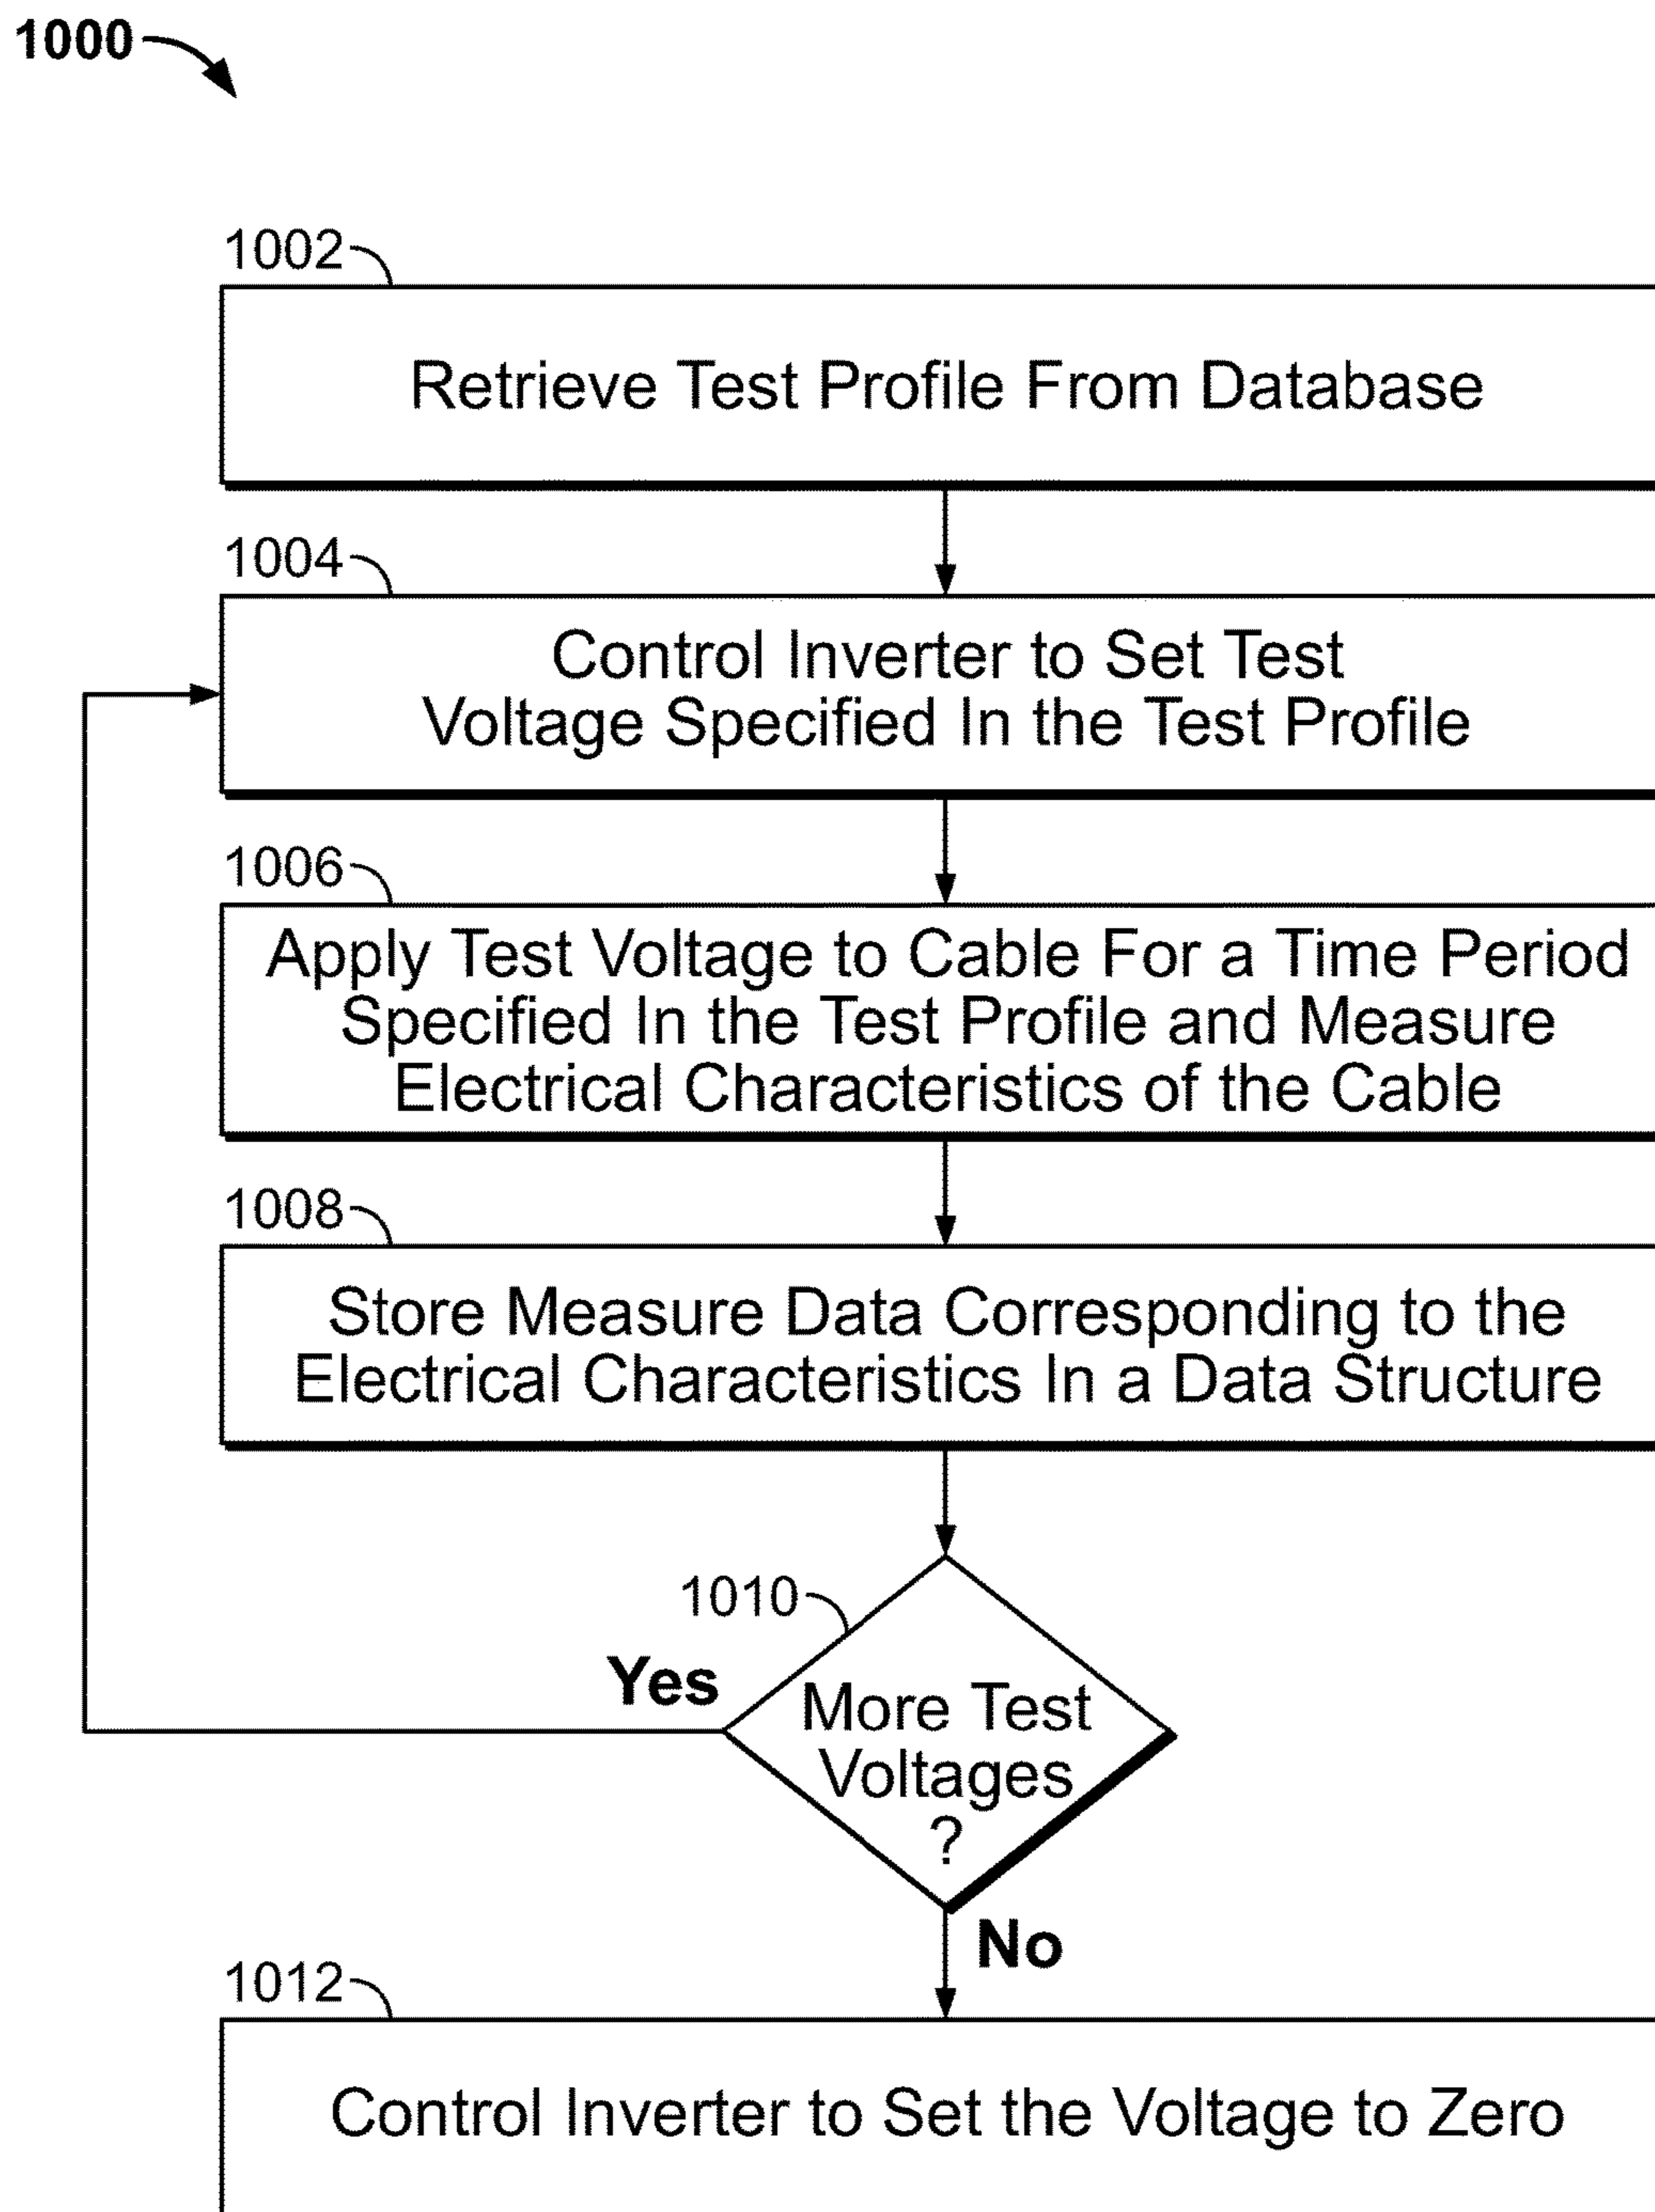 1000
1002
Retrieve Test Profile From Database
1004
Control Inverter to Set Test
Voltage Specified In the Test Profile
1006
Apply Test Voltage to Cable For a Time Period
Specified In the Test Profile and Measure
Electrical Characteristics of the Cable
1008
Store Measure Data Corresponding to the
Electrical Characteristics In a Data Structure
1010
Yes
More Test
Voltages
?
No
1012
Control Inverter to Set the Voltage to Zero